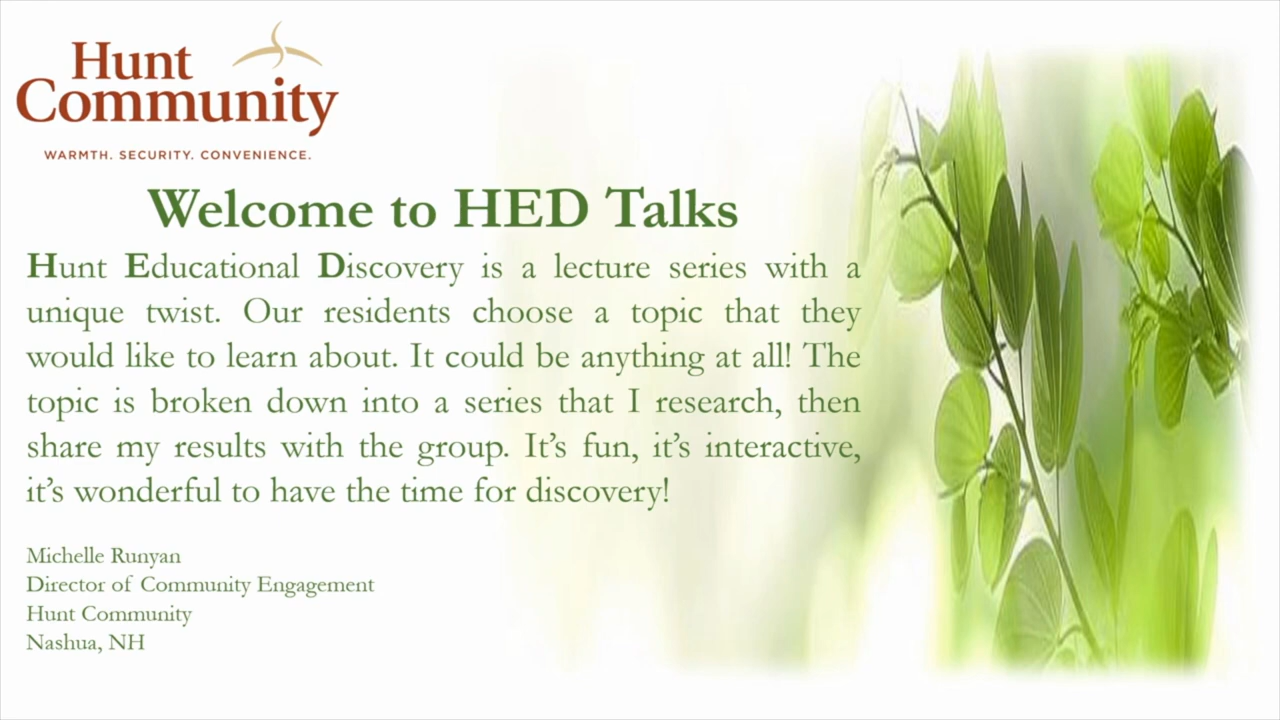 Hunt
Community
WARMTH. SECURITY. CONVENIENCE.
Welcome to HED Talks
Hunt Educational Discovery is a lecture series with a
unique twist. Our residents choose a topic that they
would like to learn about. It could be anything at all! The
topic is broken down into a series that I research, then
share my results with the group. It’s fun, it’s interactive,
it’s wonderful to have the time for discovery!
Michelle Runyan
Director of Community Engagement
Hunt Community
Nashua, NH